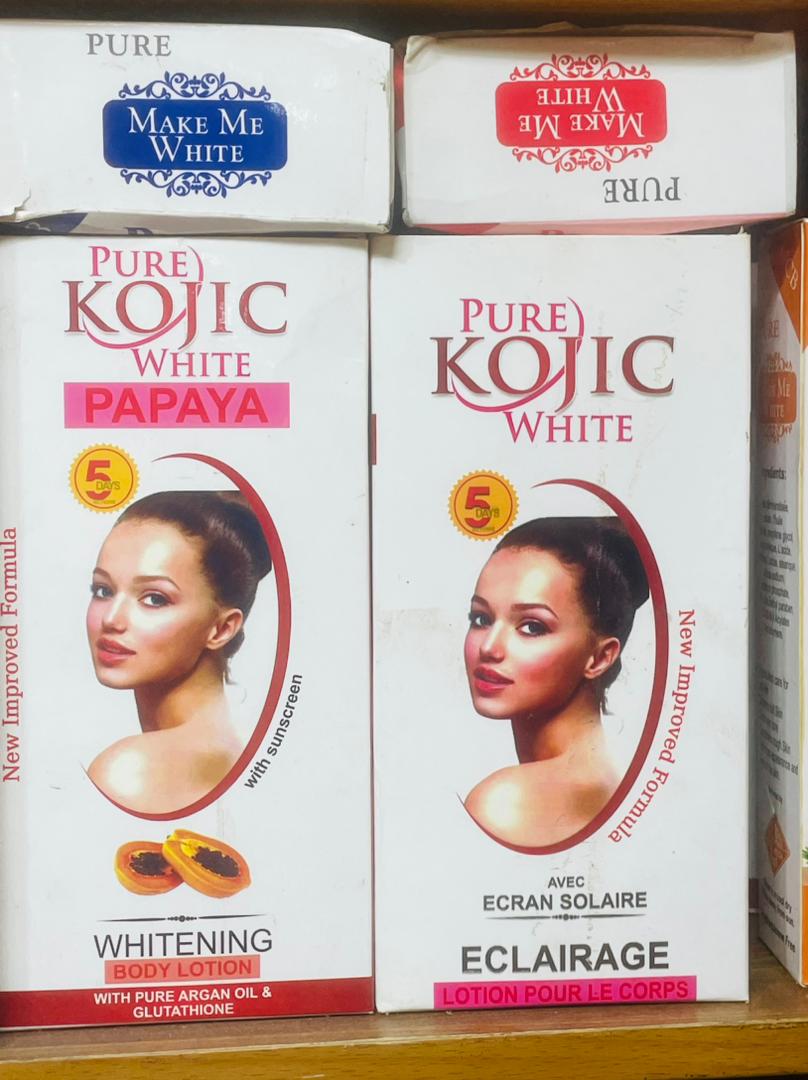 PURE
MAKE ME
WHITE
MAKE ME
WHITE
PURE
PURE
KOJIC
WHITE
PAPAYA
5
DAYS
New Improved Formula
with sunscreen
WHITENING
BODY LOTION
WITH PURE ARGAN OIL &
GLUTATHIONE
PURE
KOJIC
WHITE
5
DAYS
New Improved Formula
AVEC
ECRAN SOLAIRE
ECLAIRAGE
LOTION POUR LE CORPS